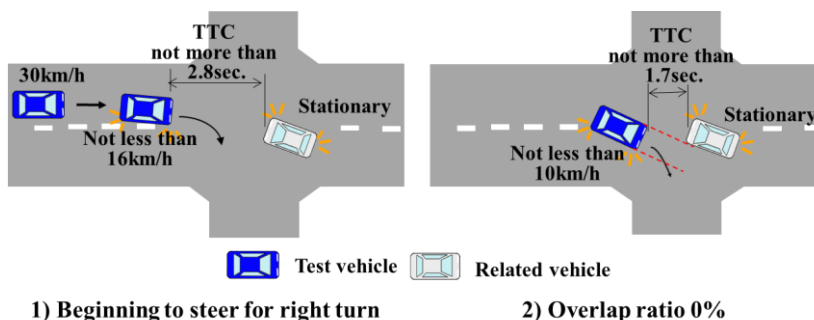 TTC
not more than
2.8sec.
30km/h
Stationary
Not less than
16km/h
TTC
not more than
1.7sec.
Stationary
Not less than
10km/h
Test vehicle
Related vehicle
1) Beginning to steer for right turn
2) Overlap ratio 0%